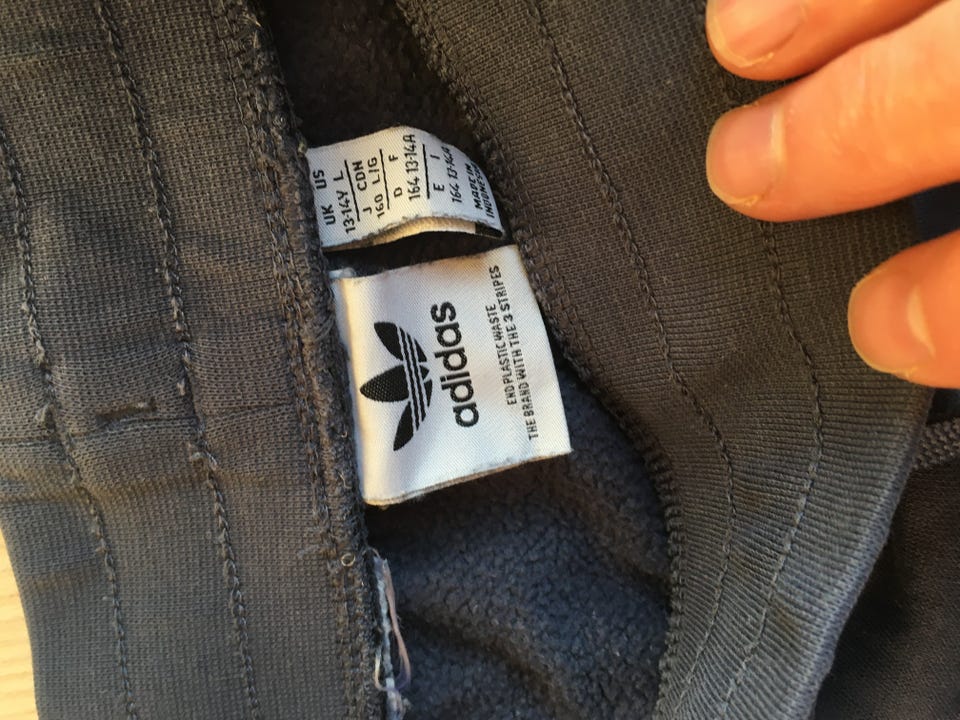 UK US
13-14Y L
J CDN
160 L/G
D F
164 13-14A
E I
164 13-14A
MADE IN
INDONES
adidas
END PLASTIC WASTE
THE BRAND WITH THE 3 STRIPES